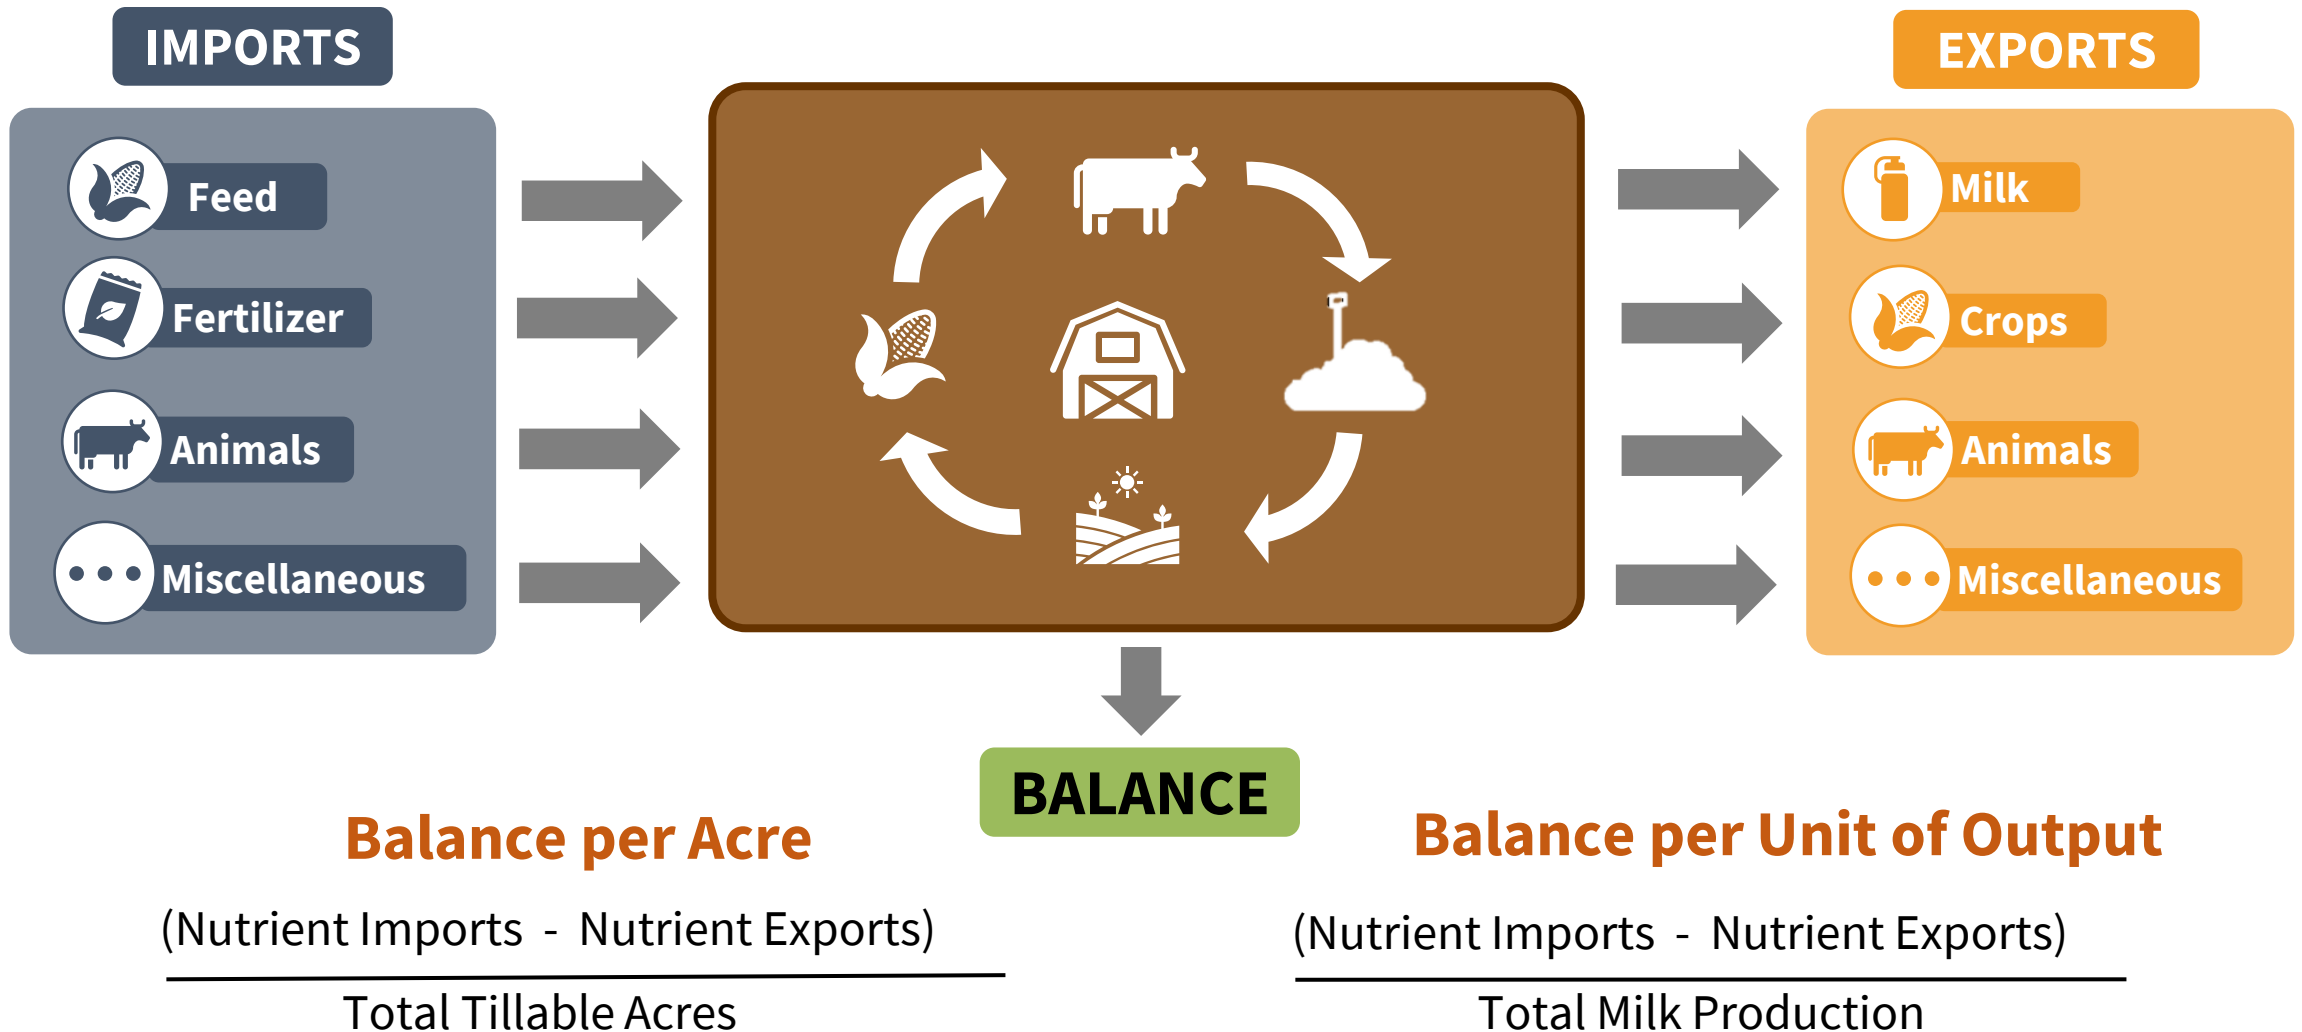 IMPORTS
Feed
Fertilizer
Animals
Miscellaneous
EXPORTS
Milk
Crops
Animals
Miscellaneous
BALANCE
Balance per Acre
(Nutrient Imports - Nutrient Exports)
Total Tillable Acres
Balance per Unit of Output
(Nutrient Imports - Nutrient Exports)
Total Milk Production